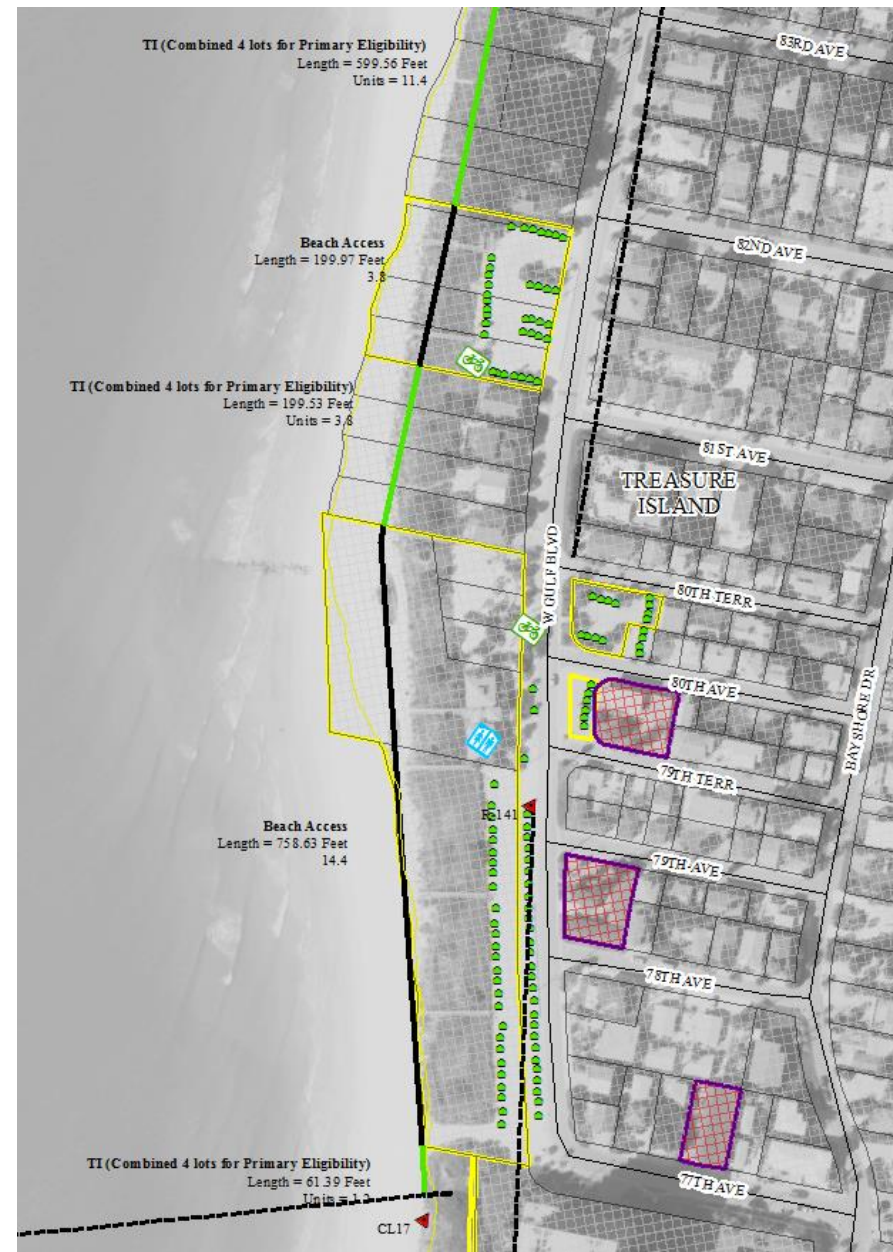 TI (Combined 4 lots for Primary Eligibility)
Length = 599.56 Feet
Units = 11.4
83RD AVE
82ND AVE
Beach Access
Length = 199.97 Feet
3.8
TI (Combined 4 lots for Primary Eligibility)
Length = 199.53 Feet
Units = 3.8
81ST AVE
TREASURE
ISLAND
W GULF BLVD
80TH TERR
80TH AVE
BAYSHORE DR
79TH TERR
R-141
Beach Access
Length = 758.63 Feet
14.4
79TH AVE
78TH AVE
TI (Combined 4 lots for Primary Eligibility)
Length = 61.39 Feet
Units = 1.2
77TH AVE
CL17